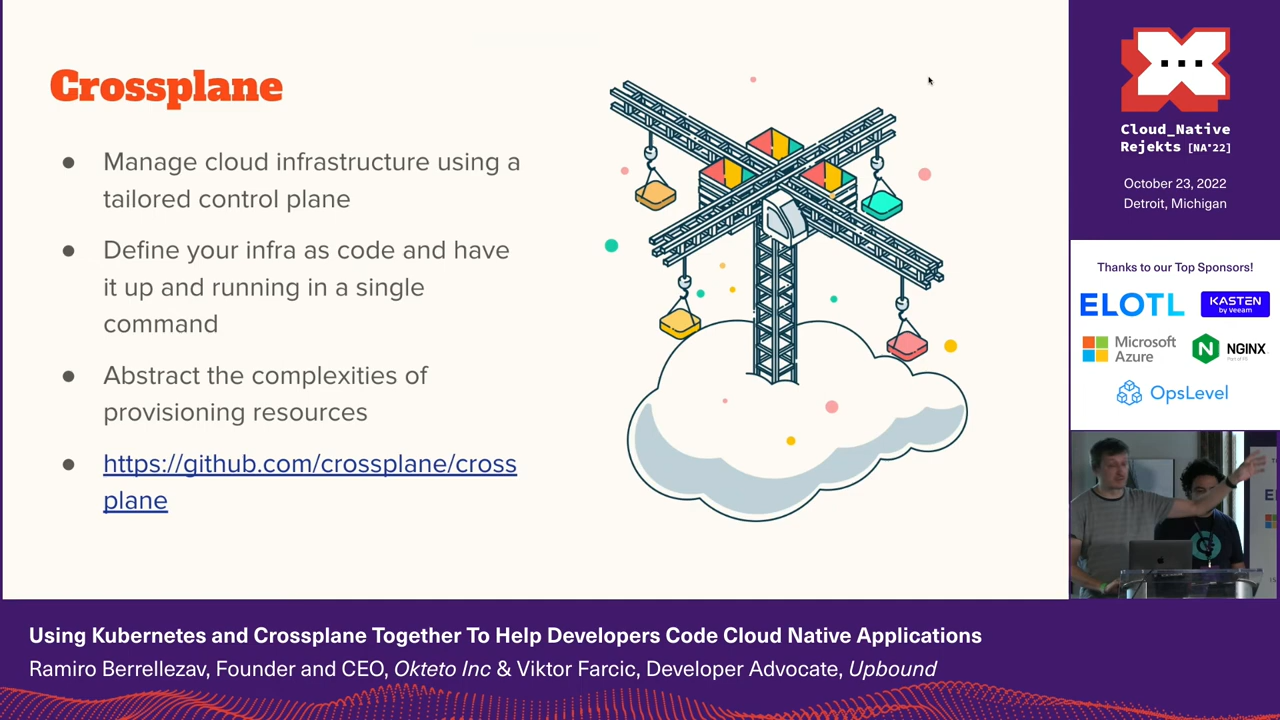 Crossplane
● Manage cloud infrastructure using a
tailored control plane
● Define your infra as code and have
it up and running in a single
command
● Abstract the complexities of
provisioning resources
● https://github.com/crossplane/cross
plane
Cloud_Native
Rejekts [NA'22]
October 23, 2022
Detroit, Michigan
Thanks to our Top Sponsors!
ELOTL
KASTEN
by Veeam
Microsoft
Azure
NGINX
Part of F5
OpsLevel
Using Kubernetes and Crossplane Together To Help Developers Code Cloud Native Applications
Ramiro Berrellezav, Founder and CEO, Okteto Inc & Viktor Farcic, Developer Advocate, Upbound